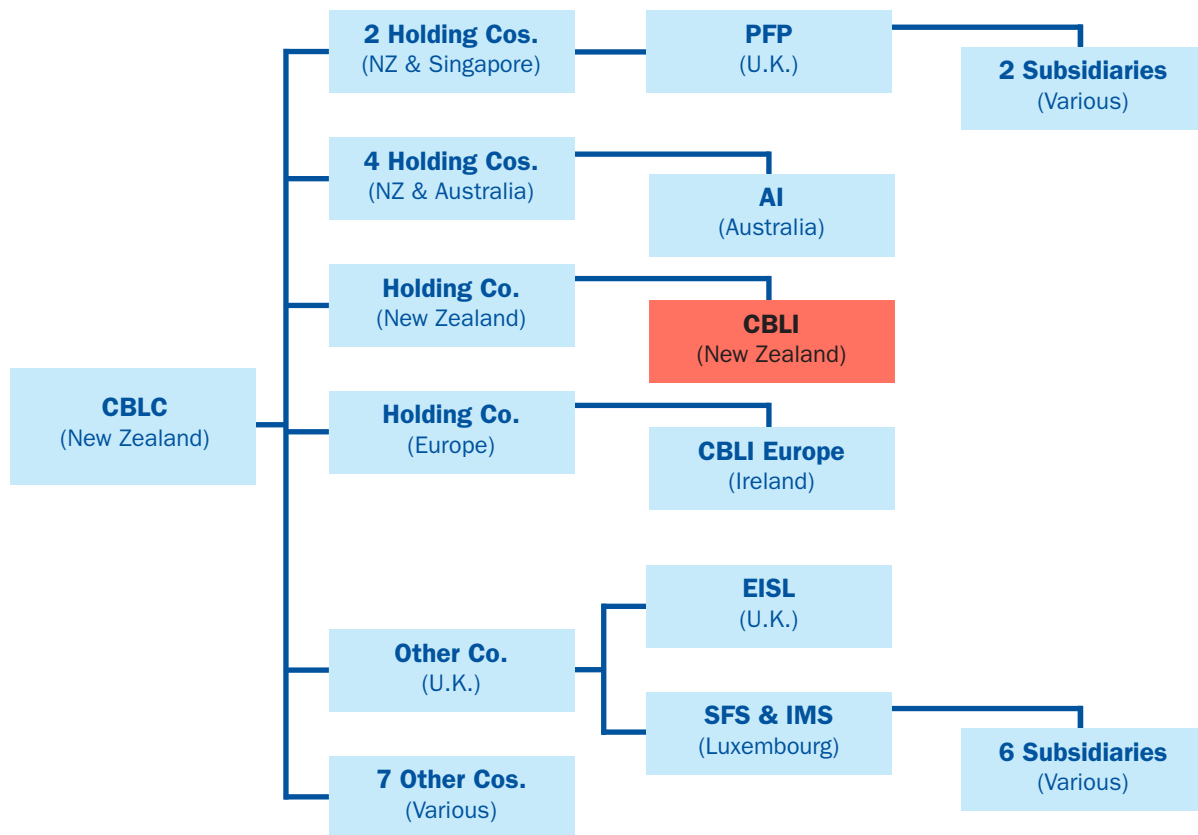 2 Holding Cos.
(NZ & Singapore)
PFP
(U.K.)
2 Subsidiaries
(Various)
4 Holding Cos.
(NZ & Australia)
AI
(Australia)
Holding Co.
(New Zealand)
CBLI
(New Zealand)
CBLC
(New Zealand)
Holding Co.
(Europe)
CBLI Europe
(Ireland)
EISL
(U.K.)
Other Co.
(U.K.)
SFS & IMS
(Luxembourg)
6 Subsidiaries
(Various)
7 Other Cos.
(Various)